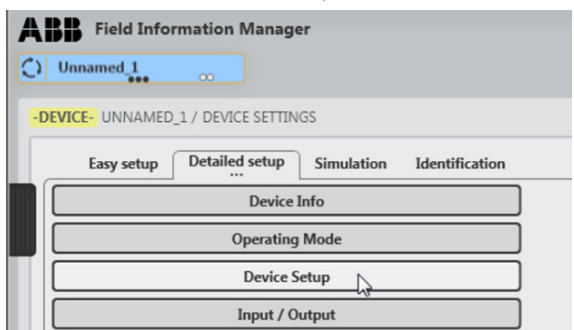 ABB Field Information Manager
Unnamed_1
-DEVICE- UNNAMED_1 / DEVICE SETTINGS
Easy setup Detailed setup Simulation Identification
Device Info
Operating Mode
Device Setup
Input / Output